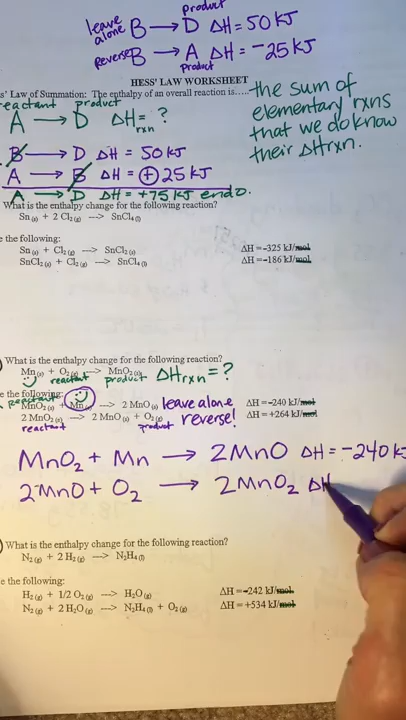 product
leave alone B → D ΔH = 50 kJ
reverse B → A ΔH = -25 kJ
product
HESS' LAW WORKSHEET
s' Law of Summation: The enthalpy of an overall reaction is…..
the sum of
elementary rxns
that we do know
their ΔHrxn.
reactant product
A → D ΔHrxn = ?
B → D ΔH = 50 kJ
A → B ΔH = + 25 kJ
A → D ΔH = +75 kJ endo.
What is the enthalpy change for the following reaction?
Sn(s) + 2 Cl2(g) ---> SnCl4(l)
e the following:
Sn(s) + Cl2(g) ---> SnCl2(s) ΔH = -325 kJ/mol
SnCl2(s) + Cl2(g) ---> SnCl4(l) ΔH = -186 kJ/mol
What is the enthalpy change for the following reaction?
Mn(s) + O2(g) ---> MnO2(s) ΔHrxn = ?
reactant product
e the following:
reactant
MnO2(s) + Mn(s) ---> 2 MnO(s) leave alone ΔH = -240 kJ/mol
2 MnO2(s) ---> 2 MnO(s) + O2(g) reverse! ΔH = +264 kJ/mol
reactant product
MnO2 + Mn → 2MnO ΔH = -240 k
2MnO + O2 → 2MnO2 ΔH
What is the enthalpy change for the following reaction?
N2(g) + 2 H2(g) ---> N2H4(l)
e the following:
H2(g) + 1/2 O2(g) ---> H2O(g) ΔH = -242 kJ/mol
N2(g) + 2 H2O(g) ---> N2H4(l) + O2(g) ΔH = +534 kJ/mol